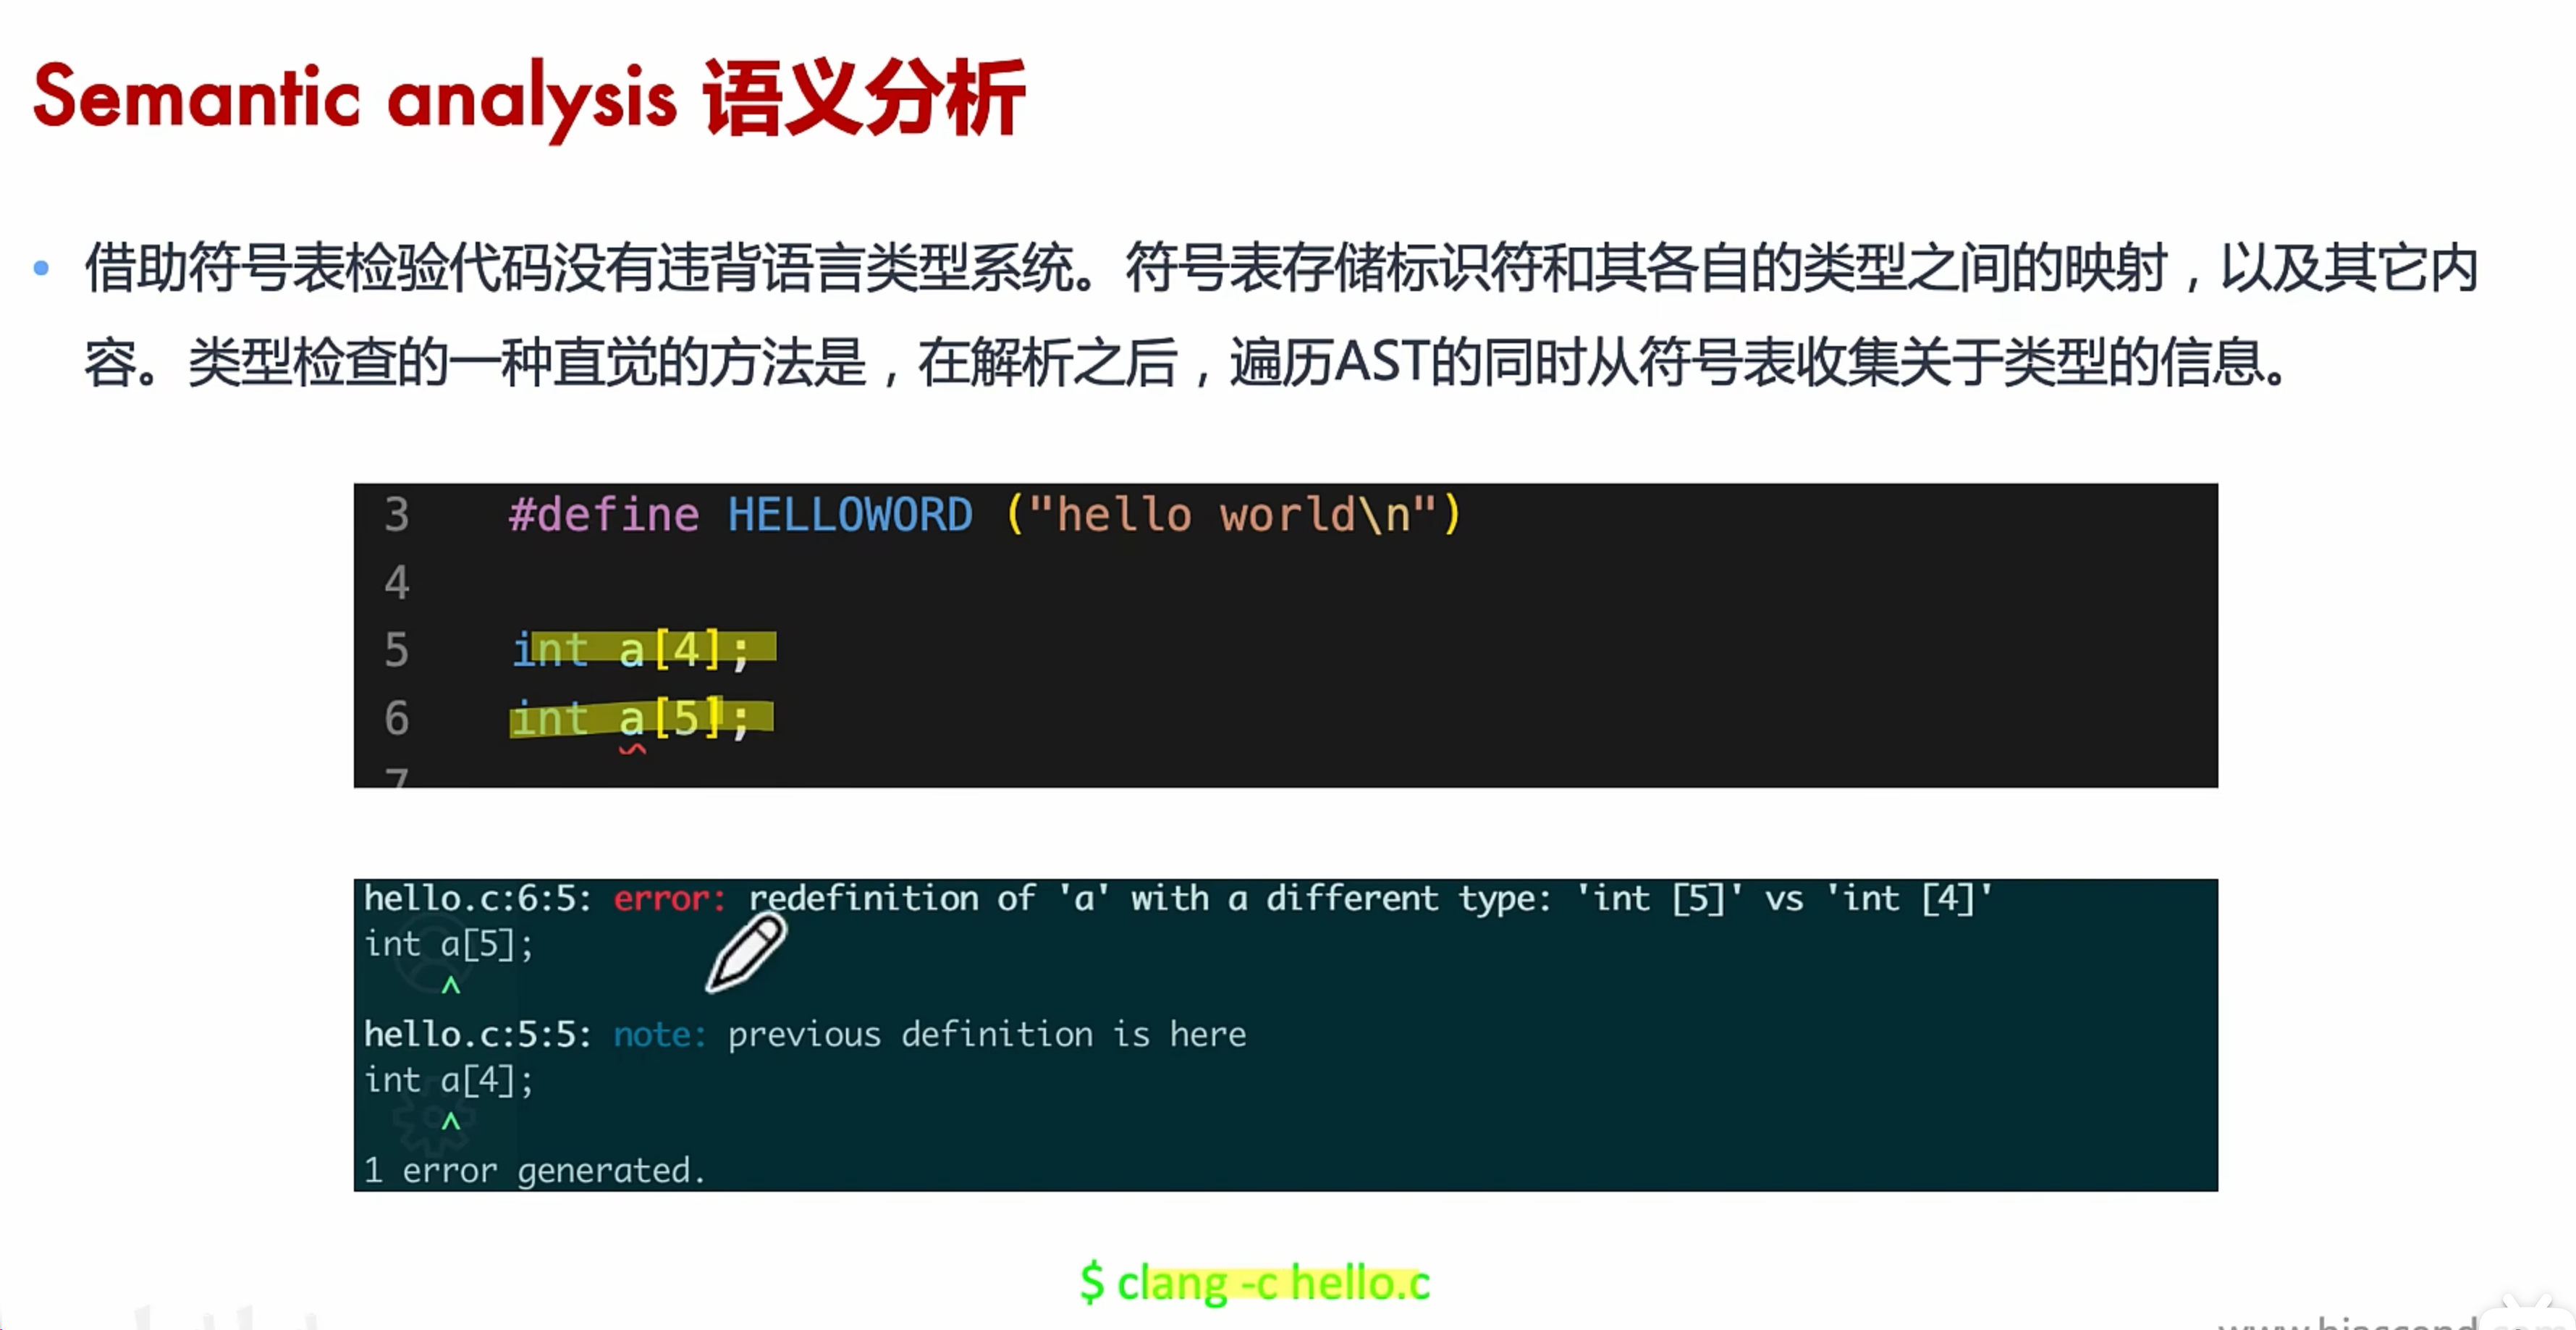 Semantic analysis 语义分析
• 借助符号表检验代码没有违背语言类型系统。符号表存储标识符和其各自的类型之间的映射，以及其它内
容。类型检查的一种直觉的方法是，在解析之后，遍历AST的同时从符号表收集关于类型的信息。
3 #define HELLOWORD ("hello world\n")
4
5 int a[4];
6 int a[5];
7
hello.c:6:5: error: redefinition of 'a' with a different type: 'int [5]' vs 'int [4]'
int a[5];
^
hello.c:5:5: note: previous definition is here
int a[4];
^
1 error generated.
$ clang -c hello.c